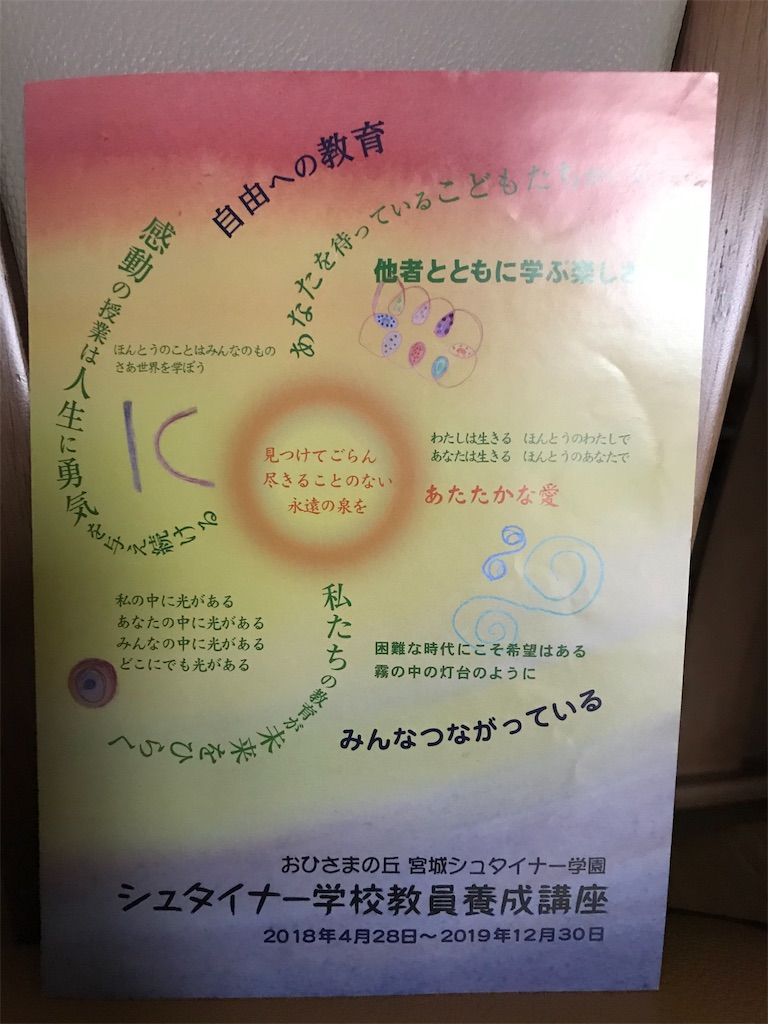 自由への教育
あなたを待っているこどもたちが
他者とともに学ぶ楽しさ
感動の授業は人生に勇気を与え続ける
ほんとうのことはみんなのもの
さあ世界を学ぼう
見つけてごらん
尽きることのない
永遠の泉を
わたしは生きる ほんとうのわたしで
あなたは生きる ほんとうのあなたで
あたたかな愛
私の中に光がある
あなたの中に光がある
みんなの中に光がある
どこにでも光がある
私たちの教育が未来をひらく
困難な時代にこそ希望はある
霧の中の灯台のように
みんなつながっている
おひさまの丘 宮城シュタイナー学園
シュタイナー学校教員養成講座
2018年4月28日〜2019年12月30日